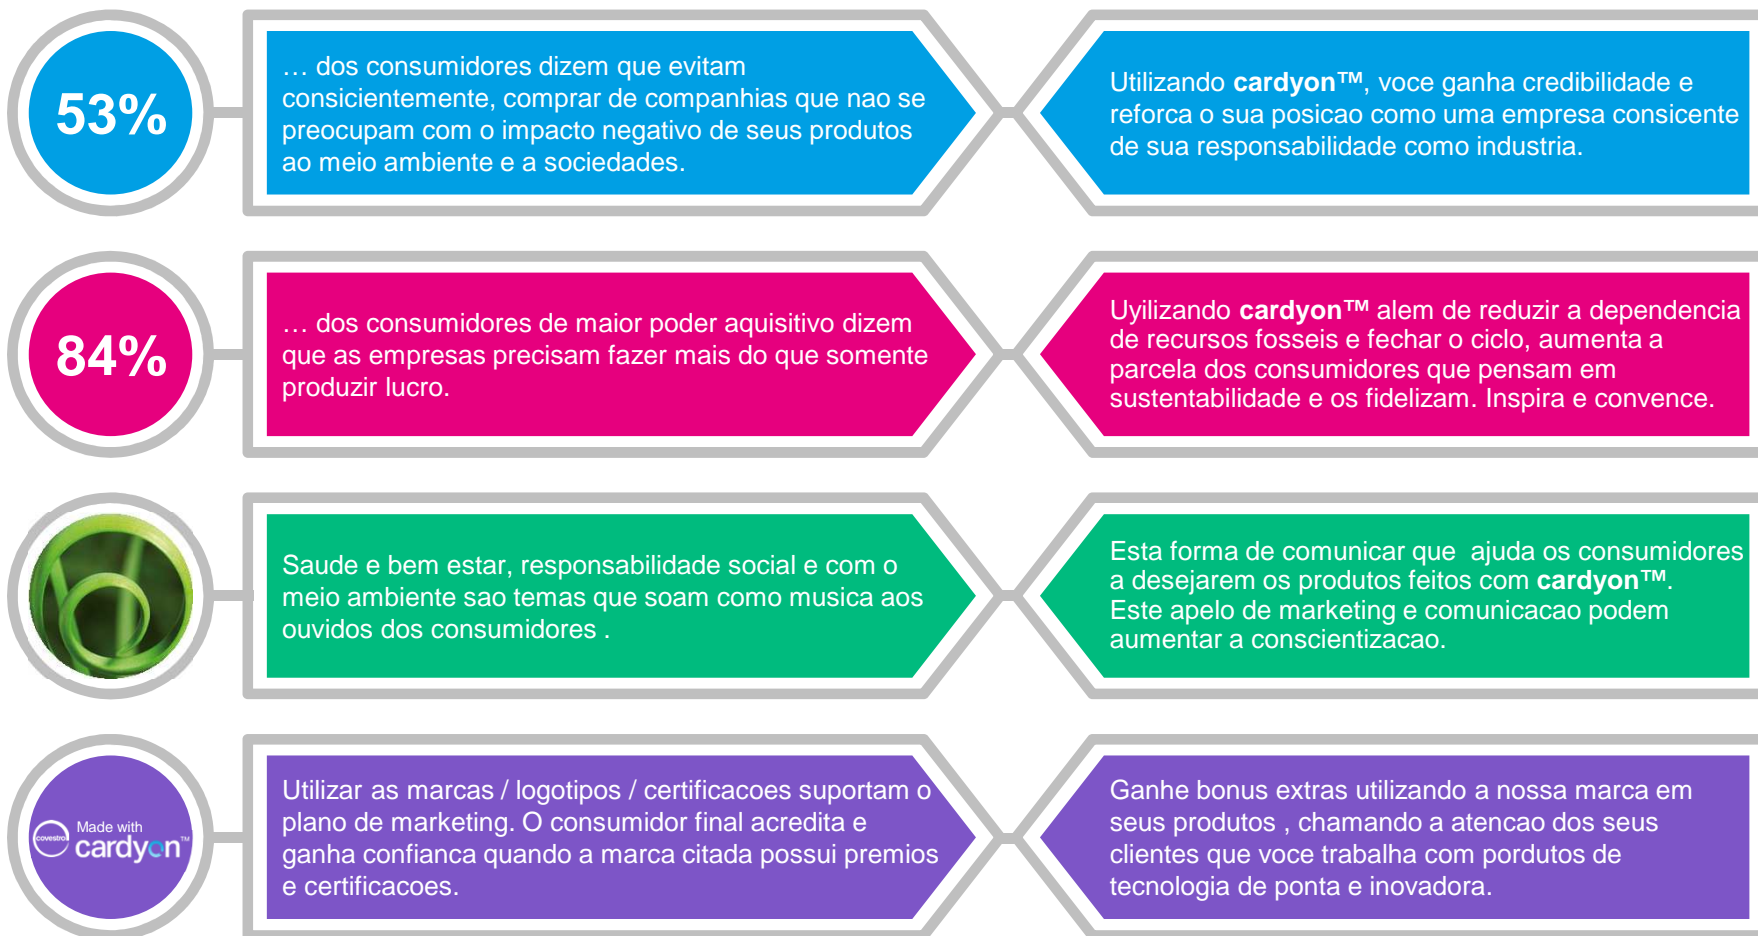 53%
… dos consumidores dizem que evitam
consicientemente, comprar de companhias que nao se
preocupam com o impacto negativo de seus produtos
ao meio ambiente e a sociedades.
Utilizando cardyon™, voce ganha credibilidade e
reforca o sua posicao como uma empresa consicente
de sua responsabilidade como industria.
84%
… dos consumidores de maior poder aquisitivo dizem
que as empresas precisam fazer mais do que somente
produzir lucro.
Uyilizando cardyon™ alem de reduzir a dependencia
de recursos fosseis e fechar o ciclo, aumenta a
parcela dos consumidores que pensam em
sustentabilidade e os fidelizam. Inspira e convence.
Saude e bem estar, responsabilidade social e com o
meio ambiente sao temas que soam como musica aos
ouvidos dos consumidores .
Esta forma de comunicar que  ajuda os consumidores
a desejarem os produtos feitos com cardyon™.
Este apelo de marketing e comunicacao podem
aumentar a conscientizacao.
covestro
Made with
cardyon™
Utilizar as marcas / logotipos / certificacoes suportam o
plano de marketing. O consumidor final acredita e
ganha confianca quando a marca citada possui premios
e certificacoes.
Ganhe bonus extras utilizando a nossa marca em
seus produtos , chamando a atencao dos seus
clientes que voce trabalha com pordutos de
tecnologia de ponta e inovadora.